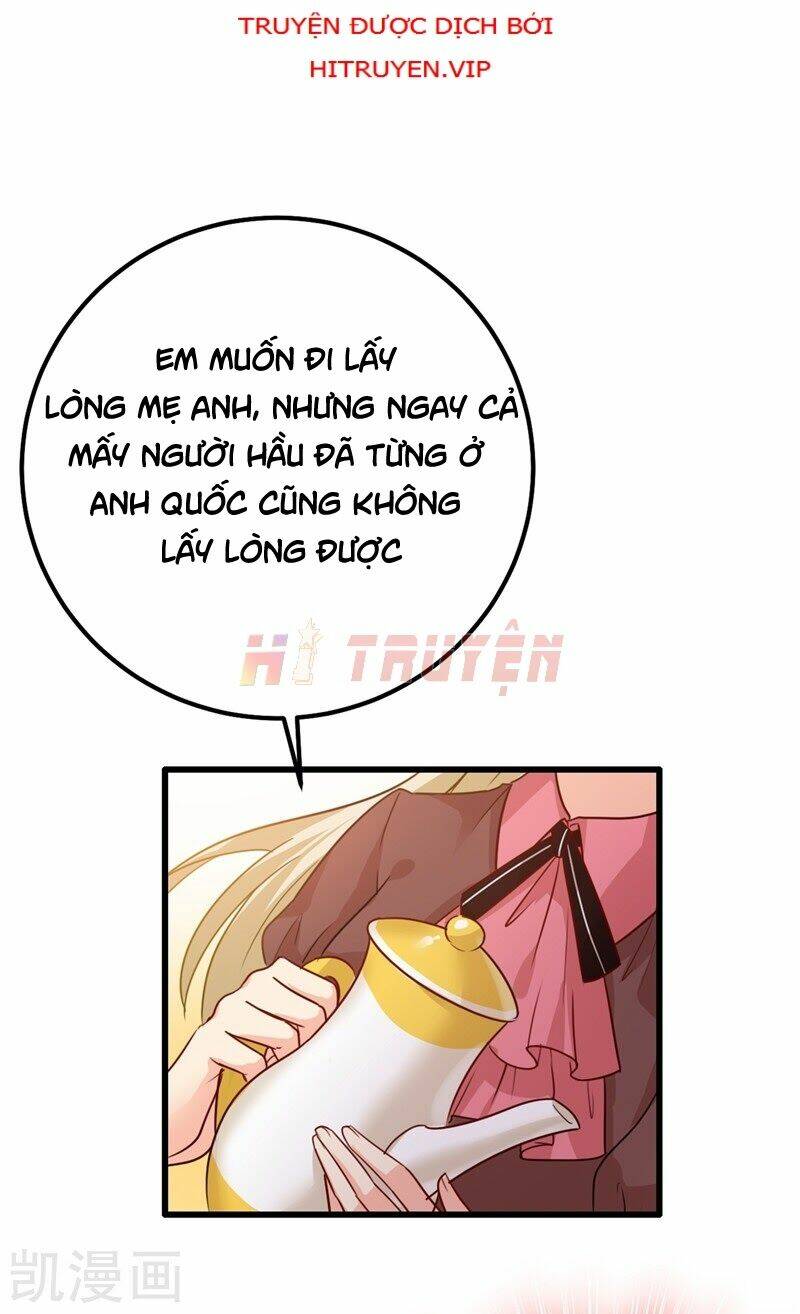 TRUYỆN ĐƯỢC DỊCH BỞI
HITRUYEN.VIP
EM MUỐN ĐI LẤY
LÒNG MẸ ANH, NHƯNG NGAY CẢ
MẤY NGƯỜI HẦU ĐÃ TỪNG Ở
ANH QUỐC CŨNG KHÔNG
LẤY LÒNG ĐƯỢC
HI TRUYỆN
凯漫画